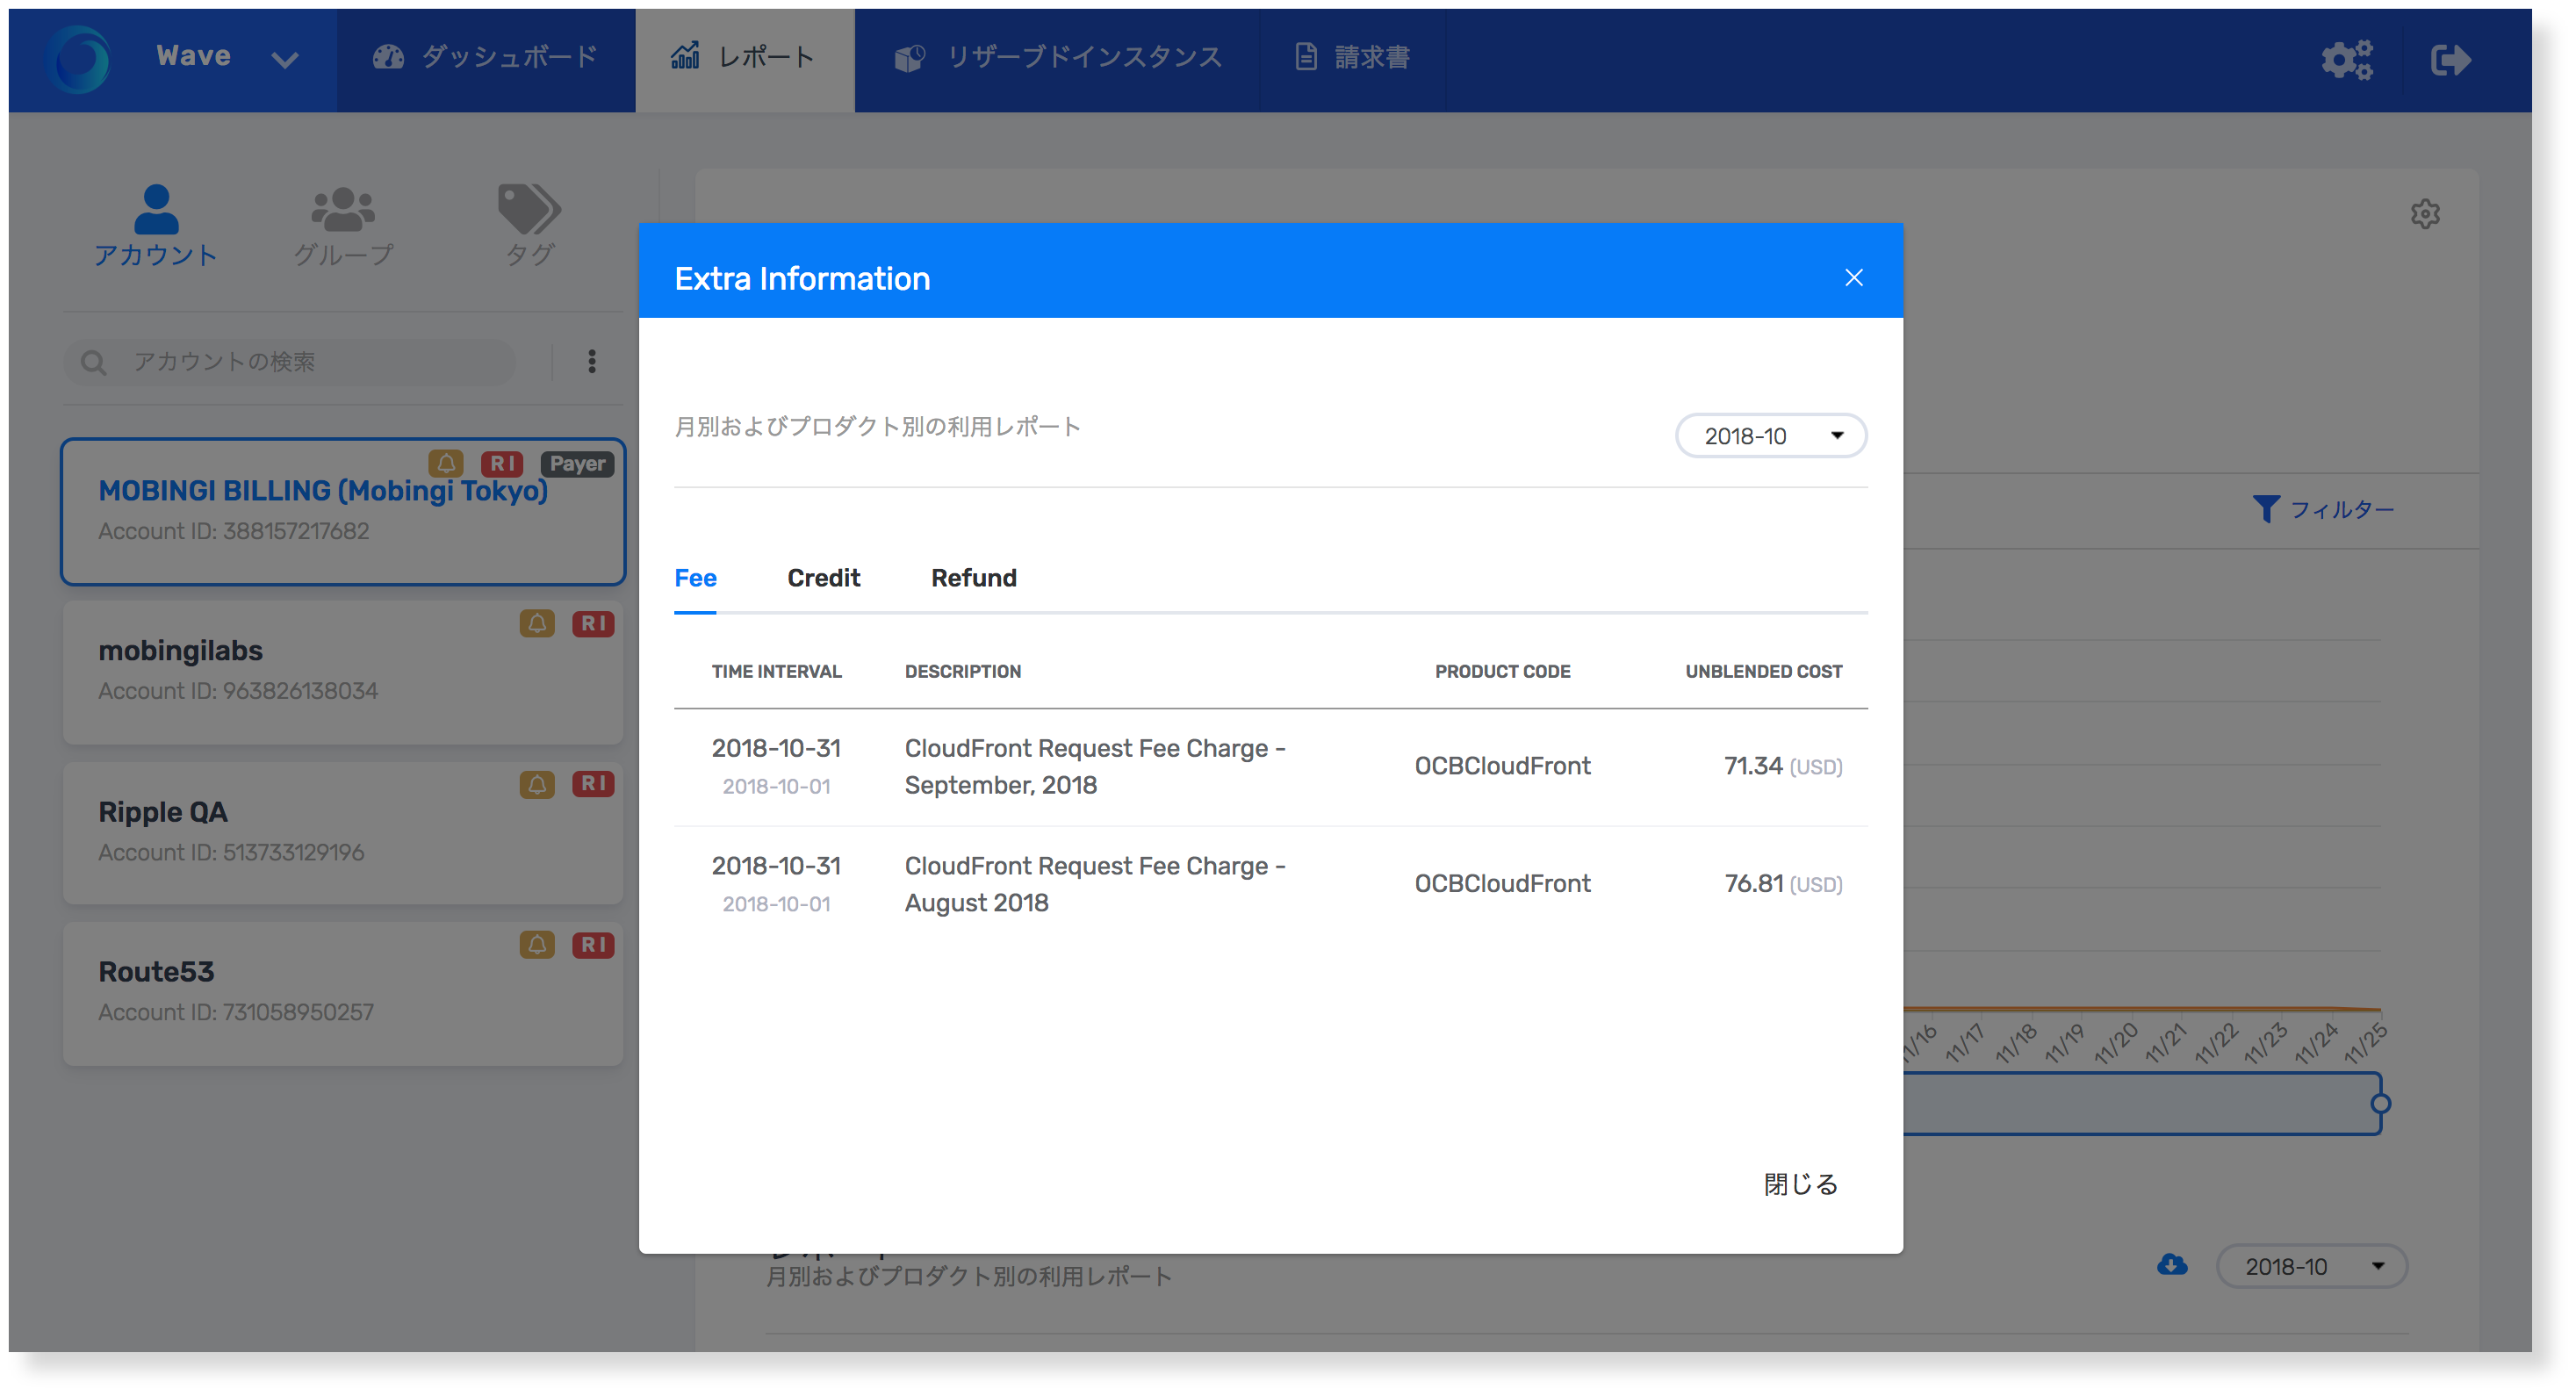 Wave
ダッシュボード
レポート
リザーブドインスタンス
請求書
アカウント
グループ
タグ
アカウントの検索
RI
Payer
MOBINGI BILLING (Mobingi Tokyo)
Account ID: 388157217682
RI
mobingilabs
Account ID: 963826138034
RI
Ripple QA
Account ID: 513733129196
RI
Route53
Account ID: 731058950257
Extra Information
月別およびプロダクト別の利用レポート
2018-10
Fee
Credit
Refund
TIME INTERVAL
DESCRIPTION
PRODUCT CODE
UNBLENDED COST
2018-10-31
2018-10-01
CloudFront Request Fee Charge -
September, 2018
OCBCloudFront
71.34 (USD)
2018-10-31
2018-10-01
CloudFront Request Fee Charge -
August 2018
OCBCloudFront
76.81 (USD)
閉じる
フィルター
11/16
11/17
11/18
11/19
11/20
11/21
11/22
11/23
11/24
11/25
月別およびプロダクト別の利用レポート
2018-10